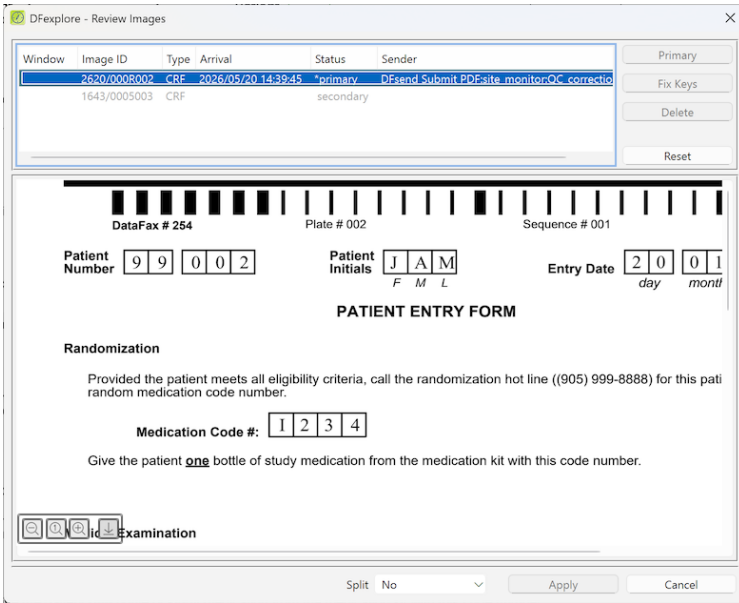 DFexplore - Review Images
Window Image ID Type Arrival Status Sender
2620/000R002 CRF 2026/05/20 14:39:45 *primary DFsend Submit PDF:site_monitor:QC_correctio
1643/0005003 CRF secondary
Primary
Fix Keys
Delete
Reset
DataFax # 254 Plate # 002 Sequence # 001
Patient Number 9 9 0 0 2 Patient Initials J A M Entry Date 2 0 0 1
F M L day month
PATIENT ENTRY FORM
Randomization
Provided the patient meets all eligibility criteria, call the randomization hot line ((905) 999-8888) for this pati
random medication code number.
Medication Code #: 1 2 3 4
Give the patient one bottle of study medication from the medication kit with this code number.
Examination
Split No Apply Cancel